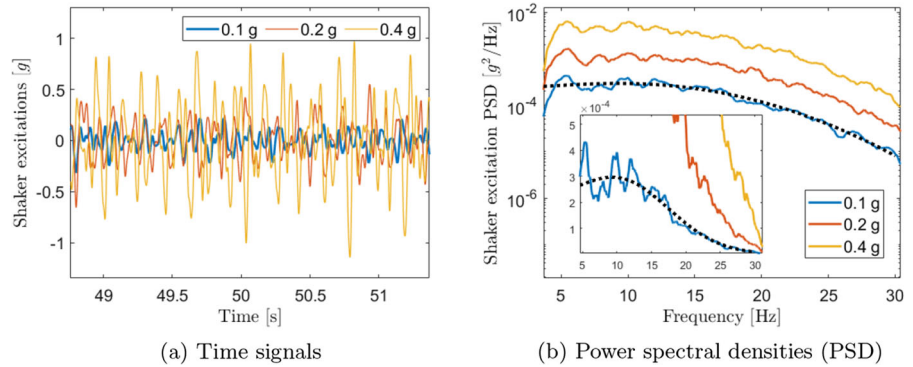 (a)
0.1 g 0.2 g 0.4 g
Shaker excitations [g]
1
0.5
0
-0.5
-1
49 49.5 50 50.5 51
Time [s]
(a) Time signals
(b)
Shaker excitation PSD [g²/Hz]
10⁻²
10⁻⁴
10⁻⁶
×10⁻⁴
5
4
3
2
1
5 10 15 20 25 30
0.1 g
0.2 g
0.4 g
5 10 15 20 25 30
Frequency [Hz]
(b) Power spectral densities (PSD)